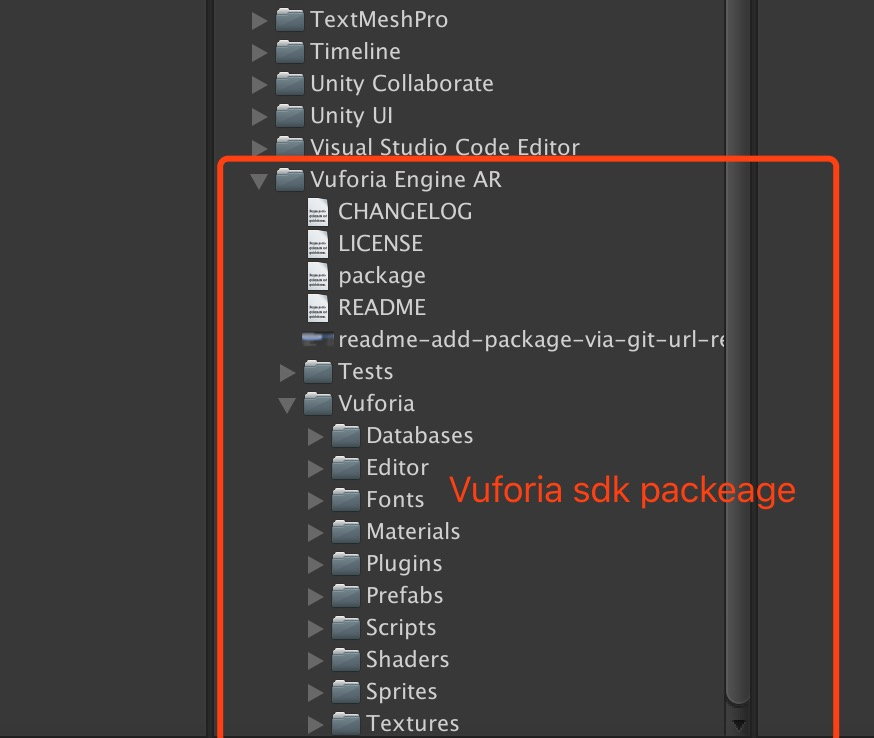 TextMeshPro
Timeline
Unity Collaborate
Unity UI
Visual Studio Code Editor
Vuforia Engine AR
CHANGELOG
LICENSE
package
README
readme-add-package-via-git-url-re
Tests
Vuforia
Databases
Editor
Vuforia sdk packeage
Fonts
Materials
Plugins
Prefabs
Scripts
Shaders
Sprites
Textures